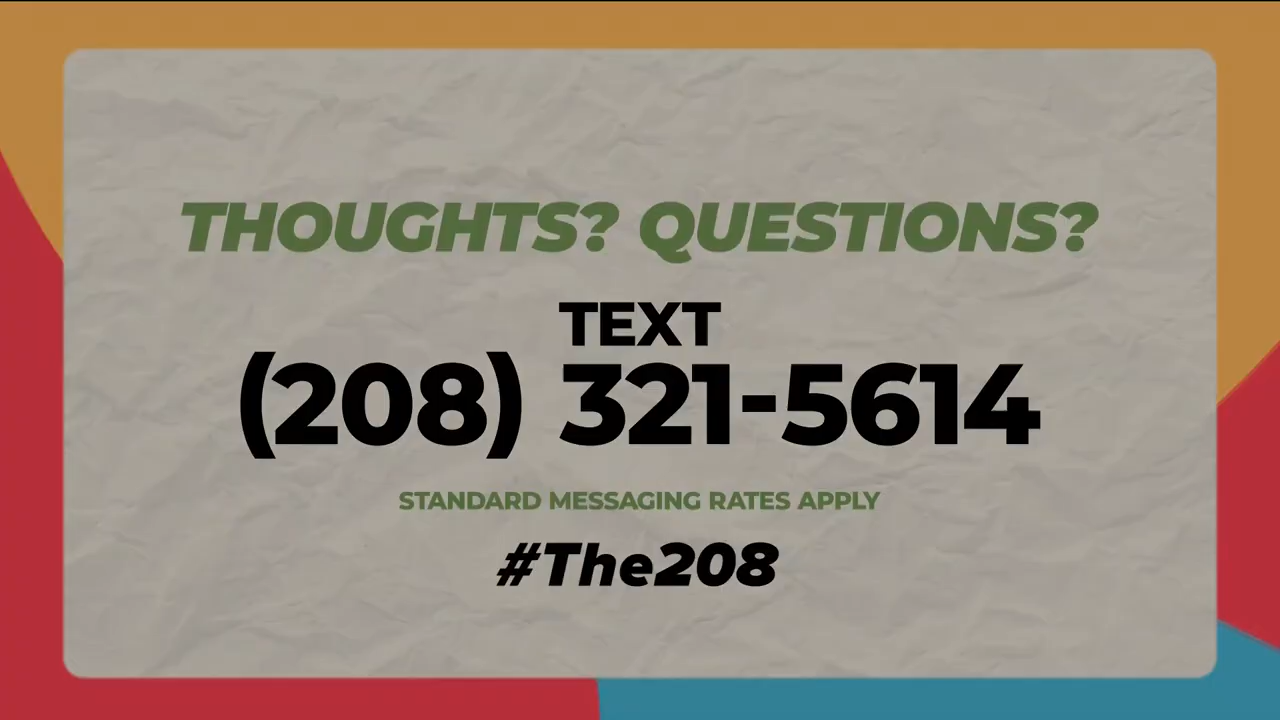 THOUGHTS? QUESTIONS?
TEXT
(208) 321-5614
STANDARD MESSAGING RATES APPLY
#The208